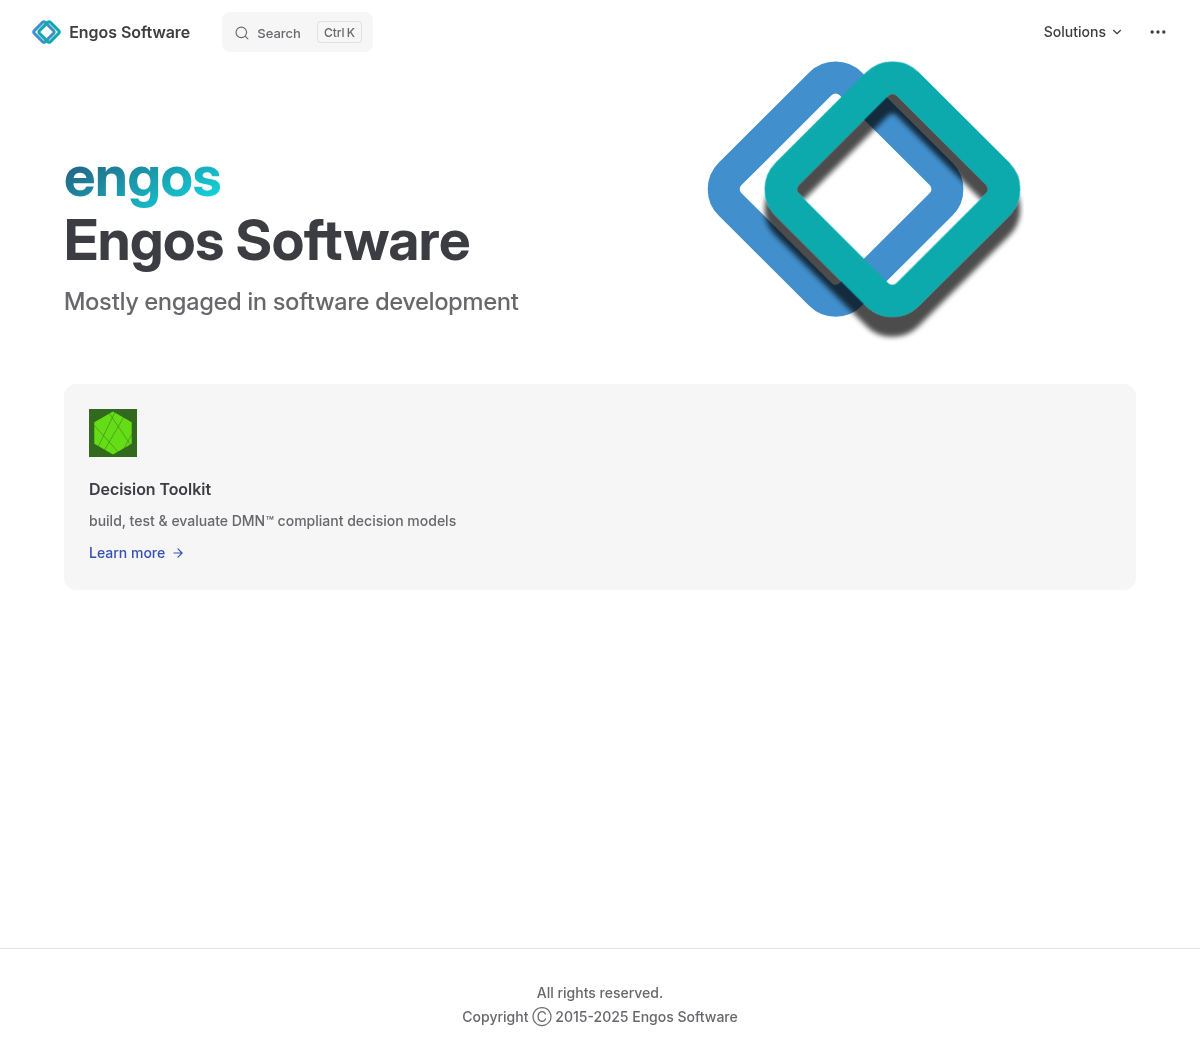 Engos Software
Search
Ctrl K
Solutions
engos
Engos Software
Mostly engaged in software development
Decision Toolkit
build, test & evaluate DMN™ compliant decision models
Learn more →
All rights reserved.
Copyright Ⓒ 2015-2025 Engos Software